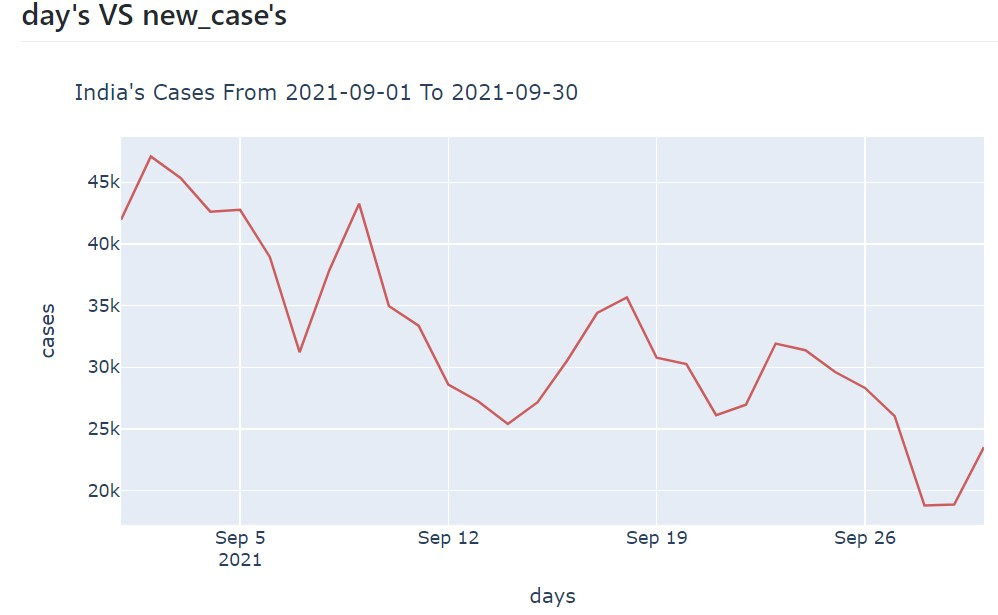 day's VS new_case's
India's Cases From 2021-09-01 To 2021-09-30
45k
40k
35k
30k
25k
20k
cases
Sep 5 Sep 12 Sep 19 Sep 26
2021
days